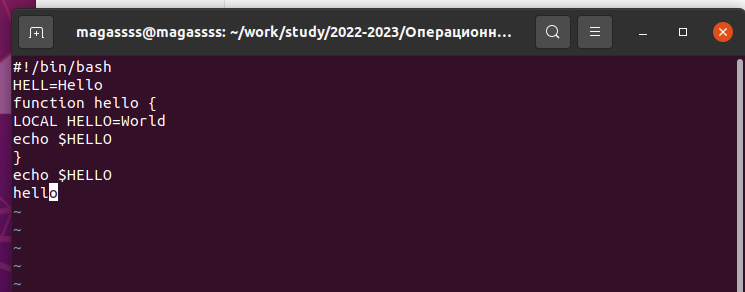 magassss@magassss: ~/work/study/2022-2023/Операционн...
#!/bin/bash
HELL=Hello
function hello {
LOCAL HELLO=World
echo $HELLO
}
echo $HELLO
hello
~
~
~
~
~